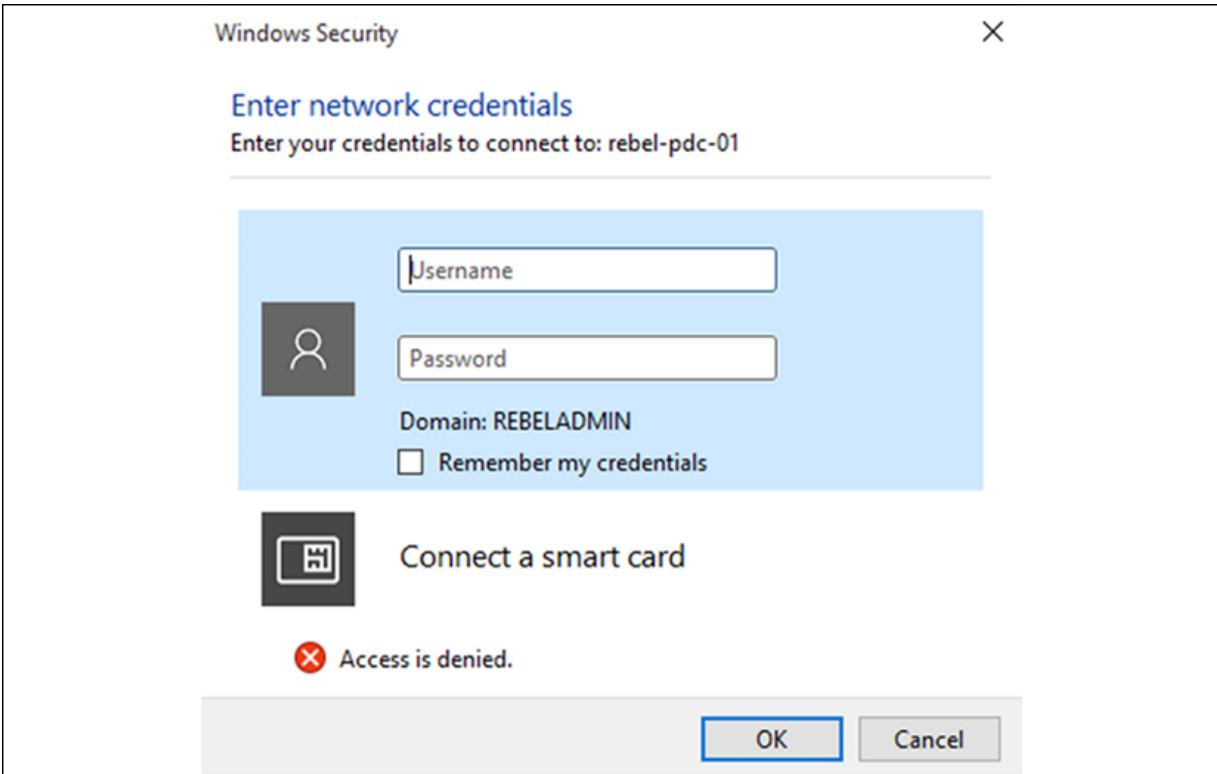 Windows Security
Enter network credentials
Enter your credentials to connect to: rebel-pdc-01
Username
Password
Domain: REBELADMIN
Remember my credentials
Connect a smart card
Access is denied.
OK Cancel